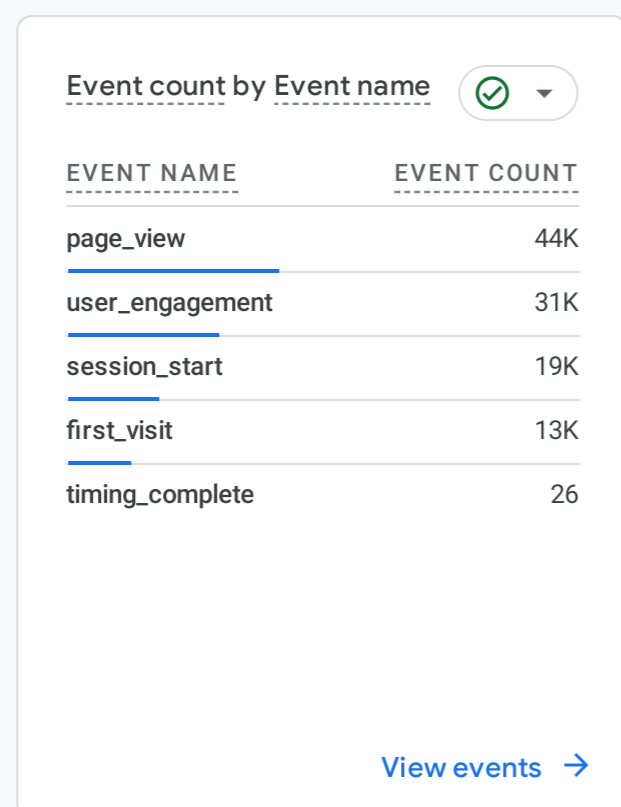 Event count by Event name
EVENT NAME EVENT COUNT
page_view 44K
user_engagement 31K
session_start 19K
first_visit 13K
timing_complete 26
View events